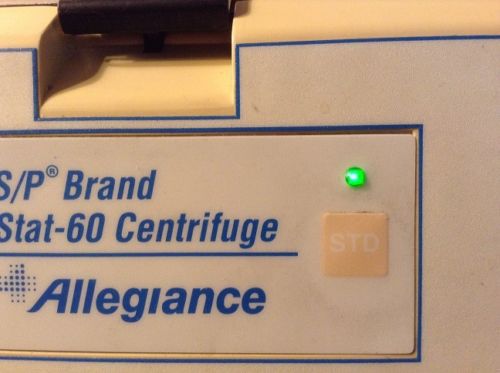 S/P® Brand
Stat-60 Centrifuge
STD
Allegiance